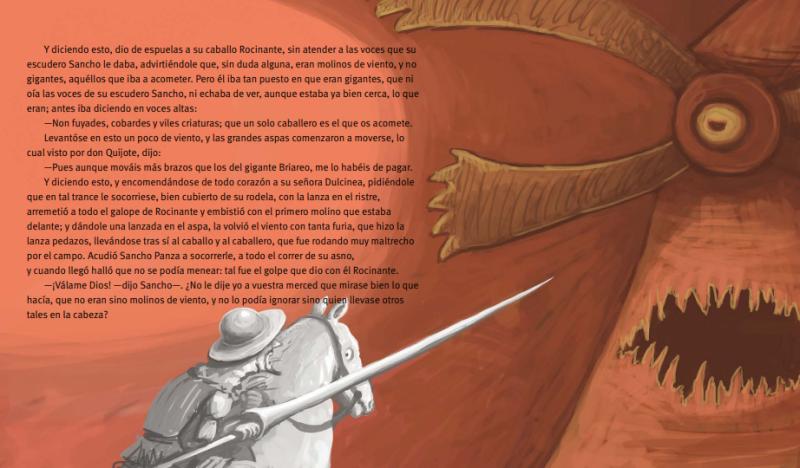 Y diciendo esto, dio de espuelas a su caballo Rocinante, sin atender a las voces que su
escudero Sancho le daba, advirtiéndole que, sin duda alguna, eran molinos de viento, y no
gigantes, aquéllos que iba a acometer. Pero él iba tan puesto en que eran gigantes, que ni
oía las voces de su escudero Sancho, ni echaba de ver, aunque estaba ya bien cerca, lo que
eran; antes iba diciendo en voces altas:
—Non fuyades, cobardes y viles criaturas; que un solo caballero es el que os acomete.
Levantóse en esto un poco de viento, y las grandes aspas comenzaron a moverse, lo
cual visto por don Quijote, dijo:
—Pues aunque mováis más brazos que los del gigante Briareo, me lo habéis de pagar.
Y diciendo esto, y encomendándose de todo corazón a su señora Dulcinea, pidiéndole
que en tal trance le socorriese, bien cubierto de su rodela, con la lanza en el ristre,
arremetió a todo el galope de Rocinante y embistió con el primero molino que estaba
delante; y dándole una lanzada en el aspa, la volvió el viento con tanta furia, que hizo la
lanza pedazos, llevándose tras sí al caballo y al caballero, que fue rodando muy maltrecho
por el campo. Acudió Sancho Panza a socorrerle, a todo el correr de su asno,
y cuando llegó halló que no se podía menear: tal fue el golpe que dio con él Rocinante.
—¡Válame Dios! —dijo Sancho—. ¿No le dije yo a vuestra merced que mirase bien lo que
hacía, que no eran sino molinos de viento, y no lo podía ignorar sino quien llevase otros
tales en la cabeza?